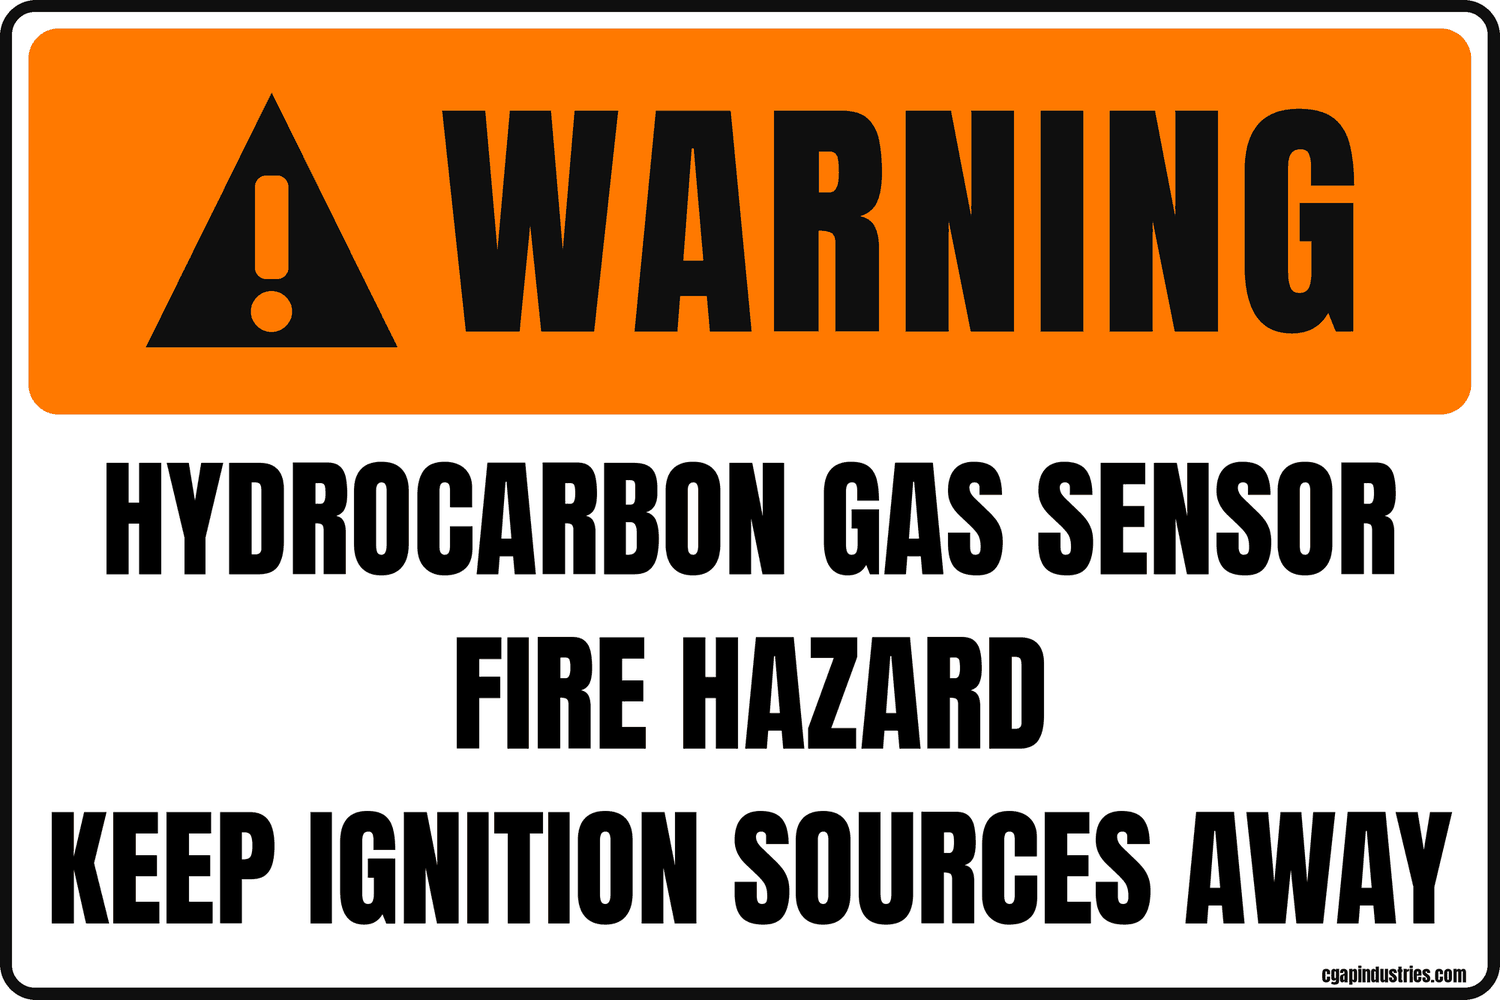 WARNING
HYDROCARBON GAS SENSOR
FIRE HAZARD
KEEP IGNITION SOURCES AWAY
cgapindustries.com